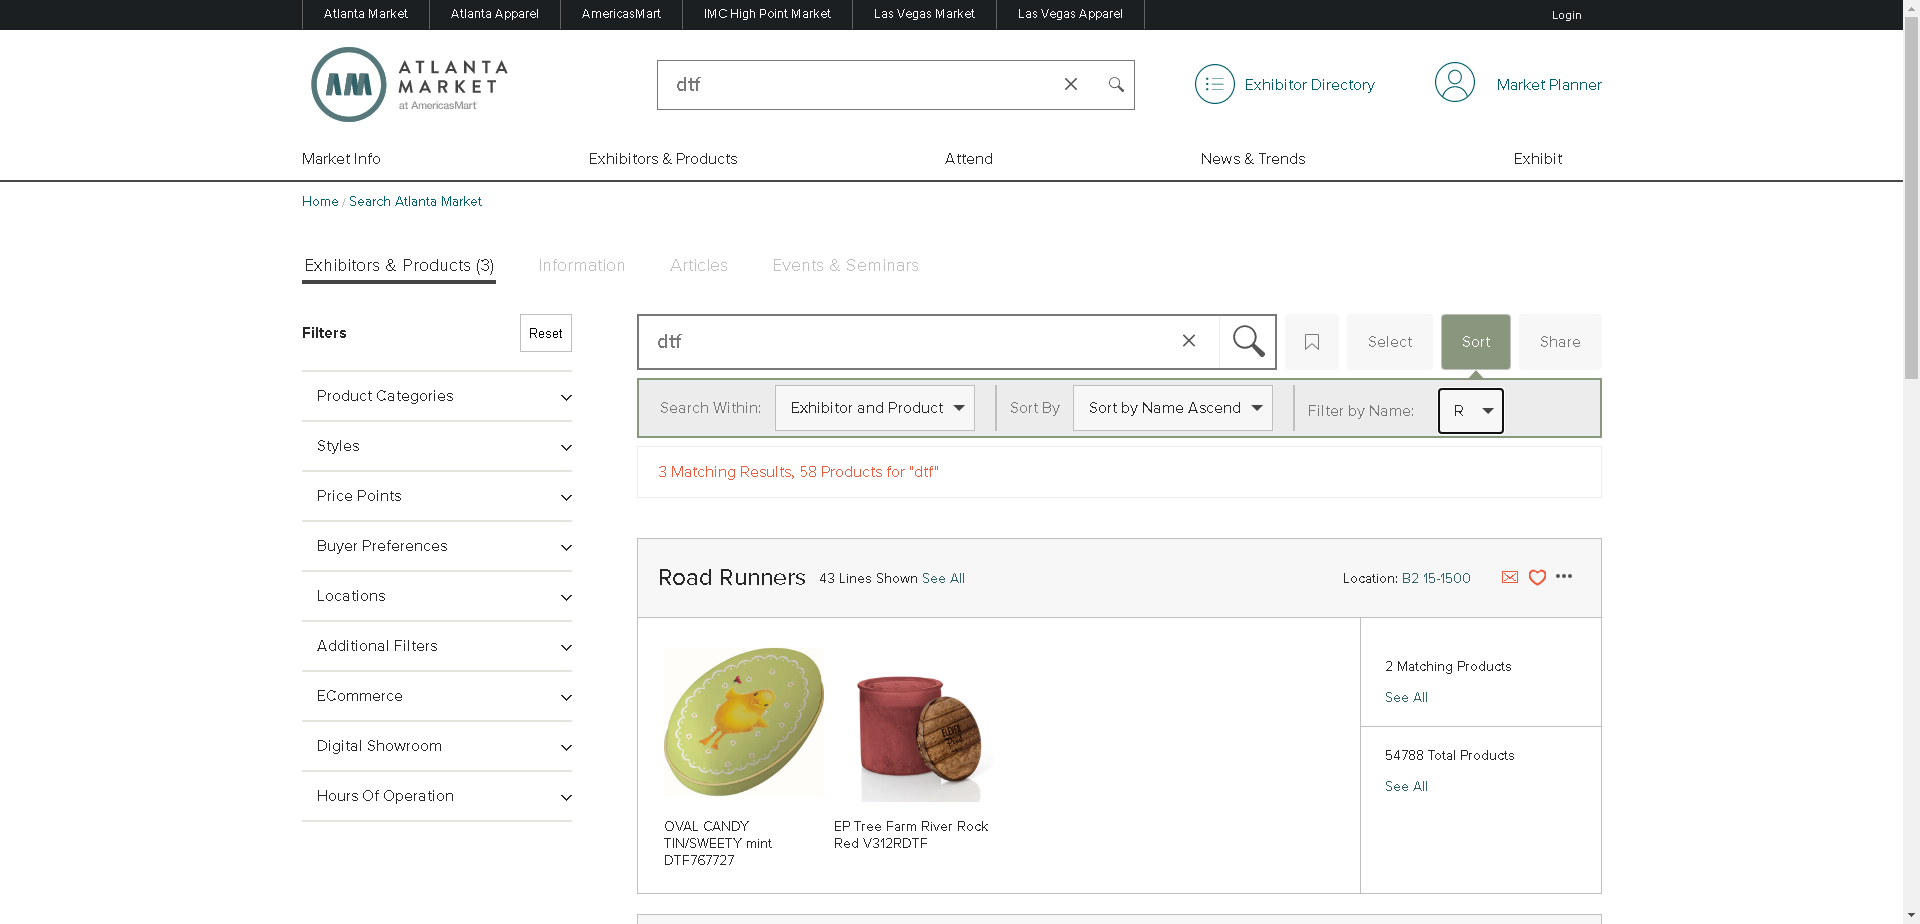 Atlanta Market
Atlanta Apparel
AmericasMart
IMC High Point Market
Las Vegas Market
Las Vegas Apparel
Login
AM
ATLANTA
MARKET
at AmericasMart
dtf
Exhibitor Directory
Market Planner
Market Info
Exhibitors & Products
Attend
News & Trends
Exhibit
Home / Search Atlanta Market
Exhibitors & Products (3)
Information
Articles
Events & Seminars
Filters
Reset
Product Categories
Styles
Price Points
Buyer Preferences
Locations
Additional Filters
ECommerce
Digital Showroom
Hours Of Operation
dtf
Select
Sort
Share
Search Within:
Exhibitor and Product
Sort By
Sort by Name Ascend
Filter by Name:
R
3 Matching Results, 58 Products for "dtf"
Road Runners
43 Lines Shown See All
Location: B2 15-1500
OVAL CANDY
TIN/SWEETY mint
DTF767727
ELEVEN
EP Tree Farm River Rock
Red V312RDTF
2 Matching Products
See All
54788 Total Products
See All